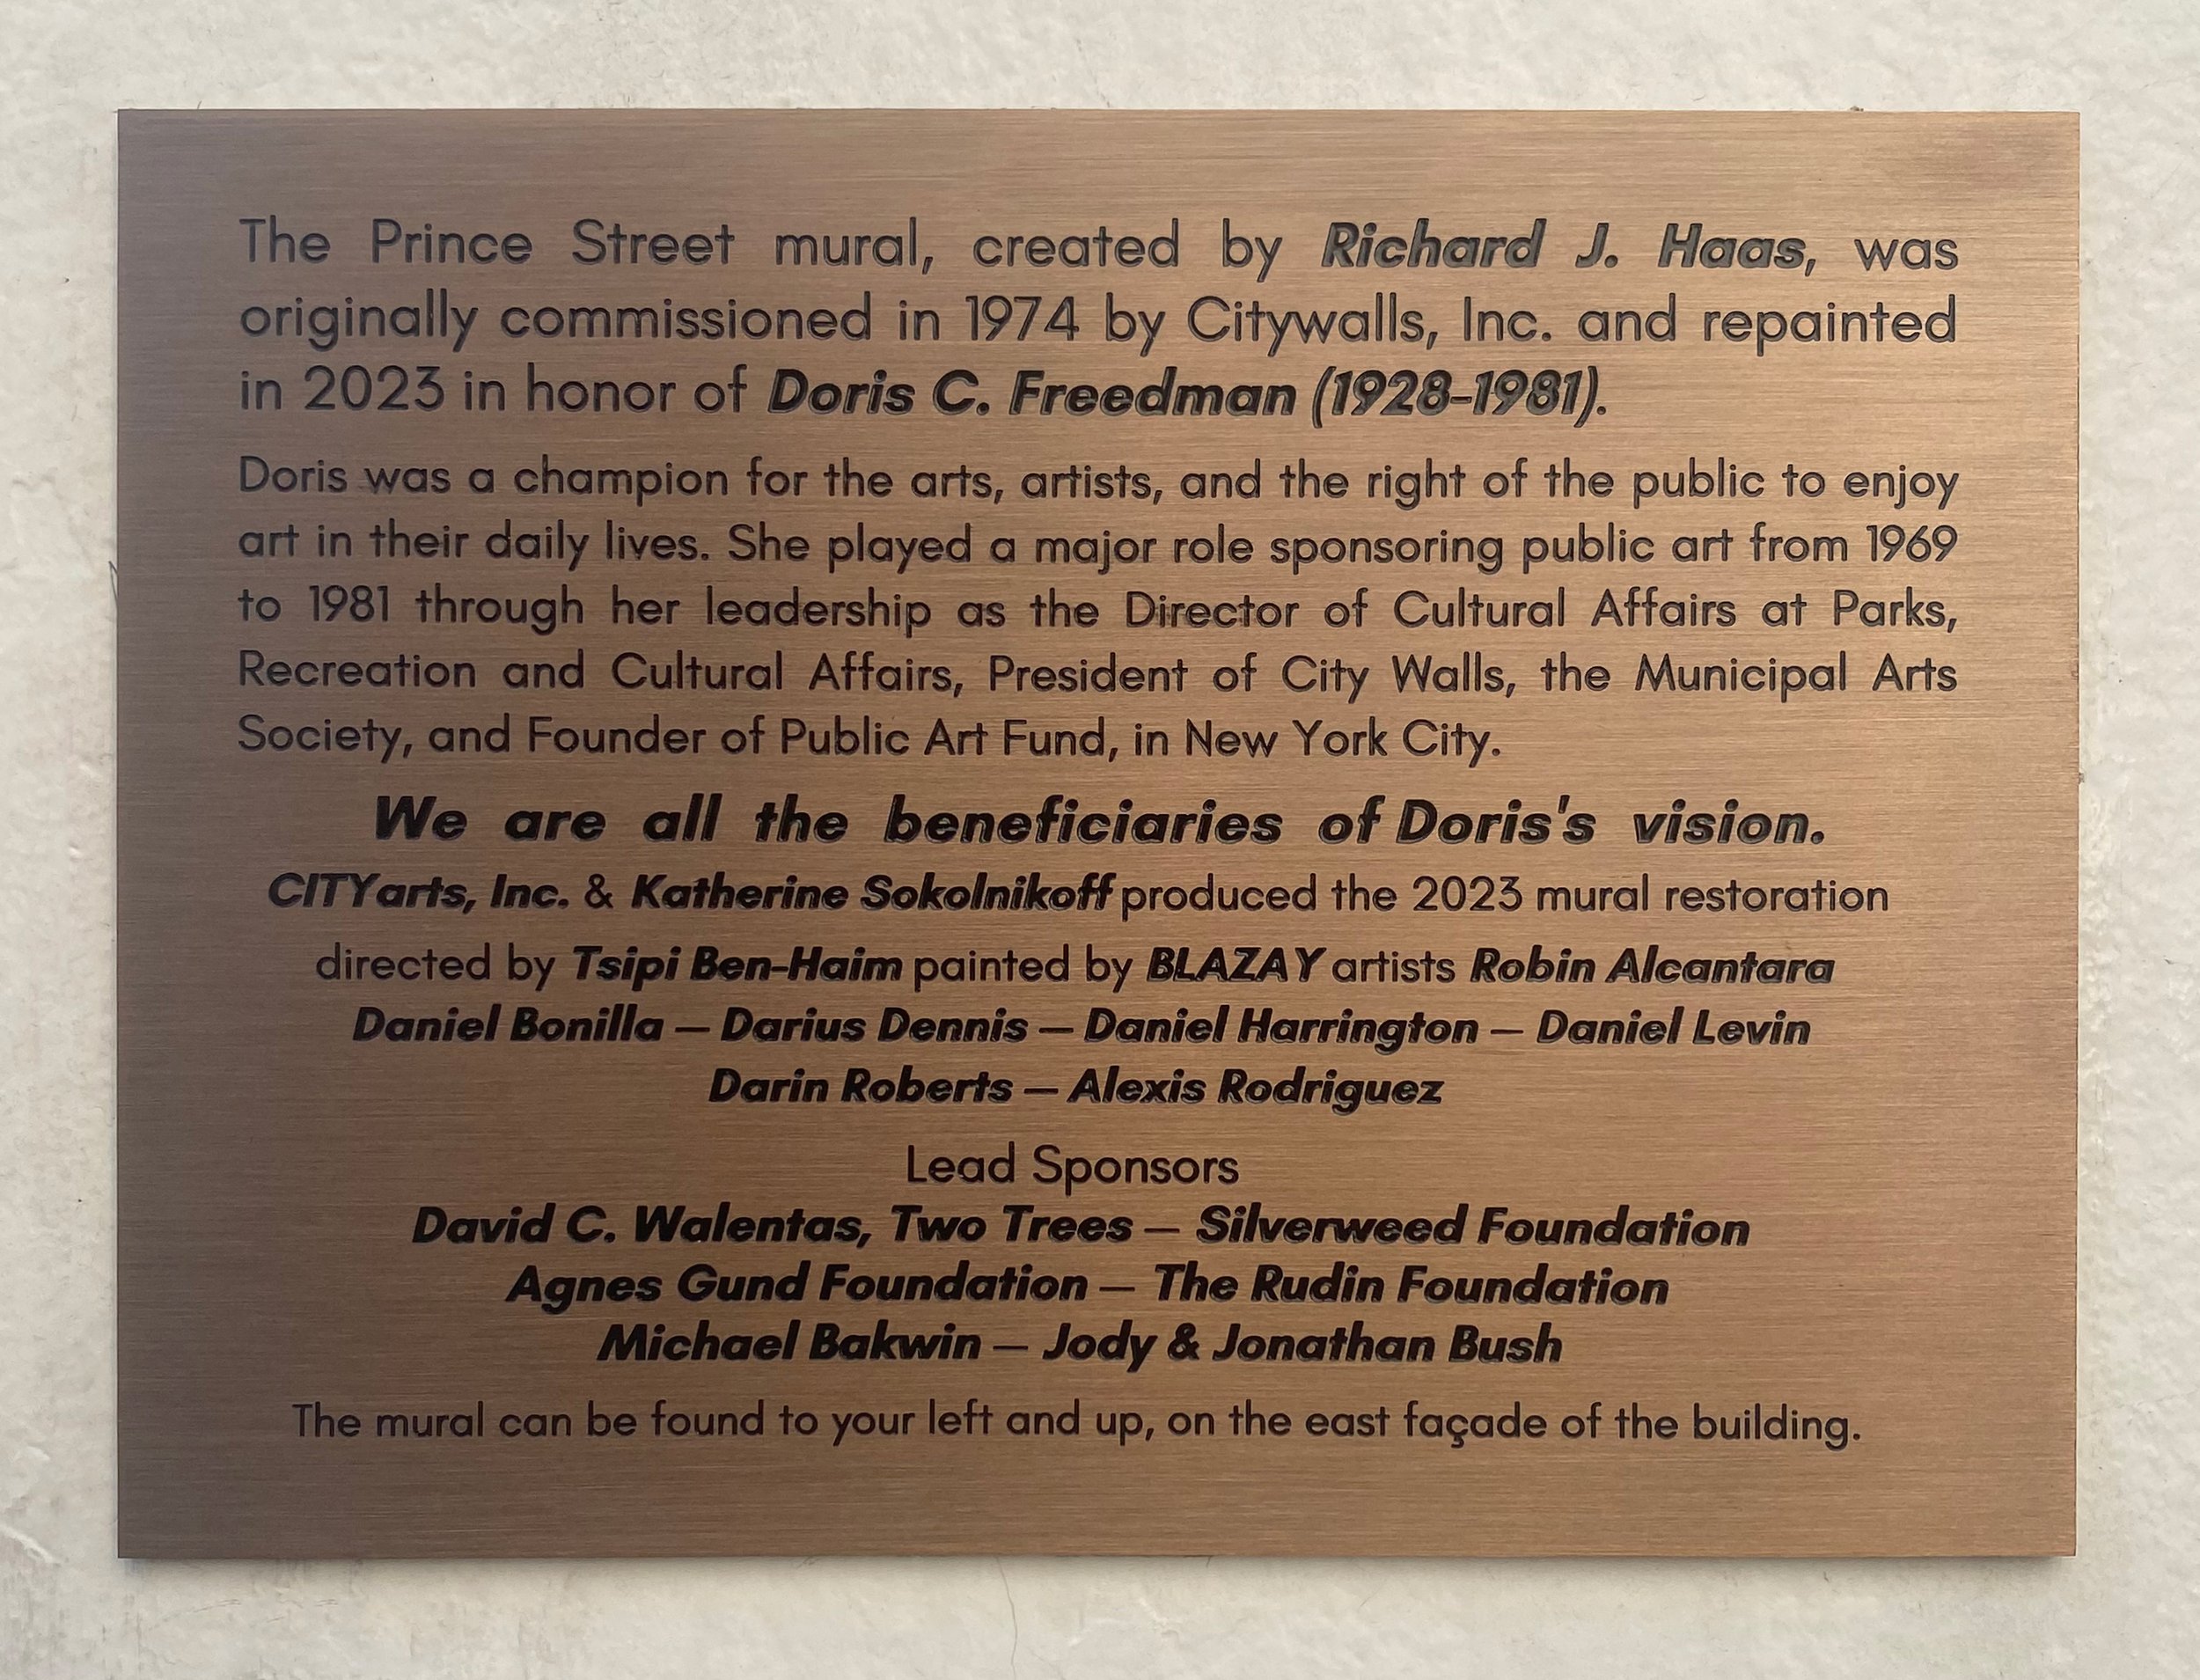 The Prince Street mural, created by Richard J. Haas, was
originally commissioned in 1974 by Citywalls, Inc. and repainted
in 2023 in honor of Doris C. Freedman (1928-1981).
Doris was a champion for the arts, artists, and the right of the public to enjoy
art in their daily lives. She played a major role sponsoring public art from 1969
to 1981 through her leadership as the Director of Cultural Affairs at Parks,
Recreation and Cultural Affairs, President of City Walls, the Municipal Arts
Society, and Founder of Public Art Fund, in New York City.
We are all the beneficiaries of Doris's vision.
CITYarts, Inc. & Katherine Sokolnikoff produced the 2023 mural restoration
directed by Tsipi Ben-Haim painted by BLAZAY artists Robin Alcantara
Daniel Bonilla — Darius Dennis — Daniel Harrington — Daniel Levin
Darin Roberts — Alexis Rodriguez
Lead Sponsors
David C. Walentas, Two Trees — Silverweed Foundation
Agnes Gund Foundation — The Rudin Foundation
Michael Bakwin — Jody & Jonathan Bush
The mural can be found to your left and up, on the east façade of the building.